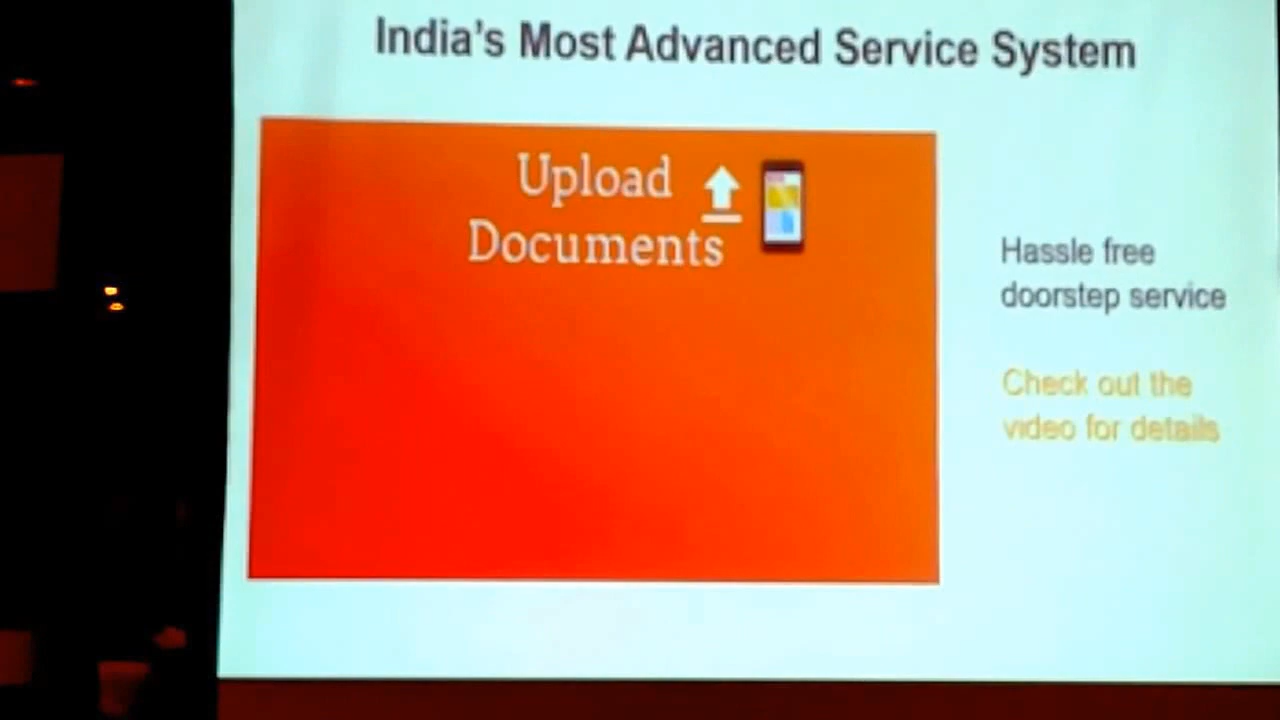 India's Most Advanced Service System
Upload
Documents
Hassle free
doorstep service
Check out the
video for details